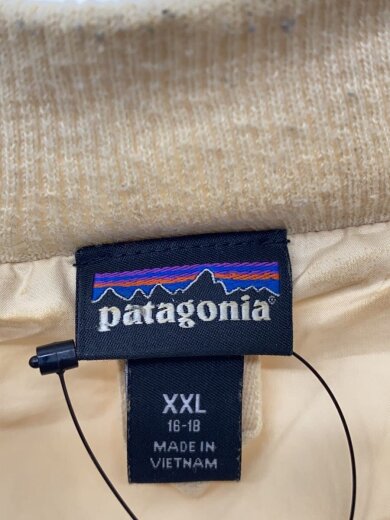 patagonia®
XXL
16-18
MADE IN
VIETNAM